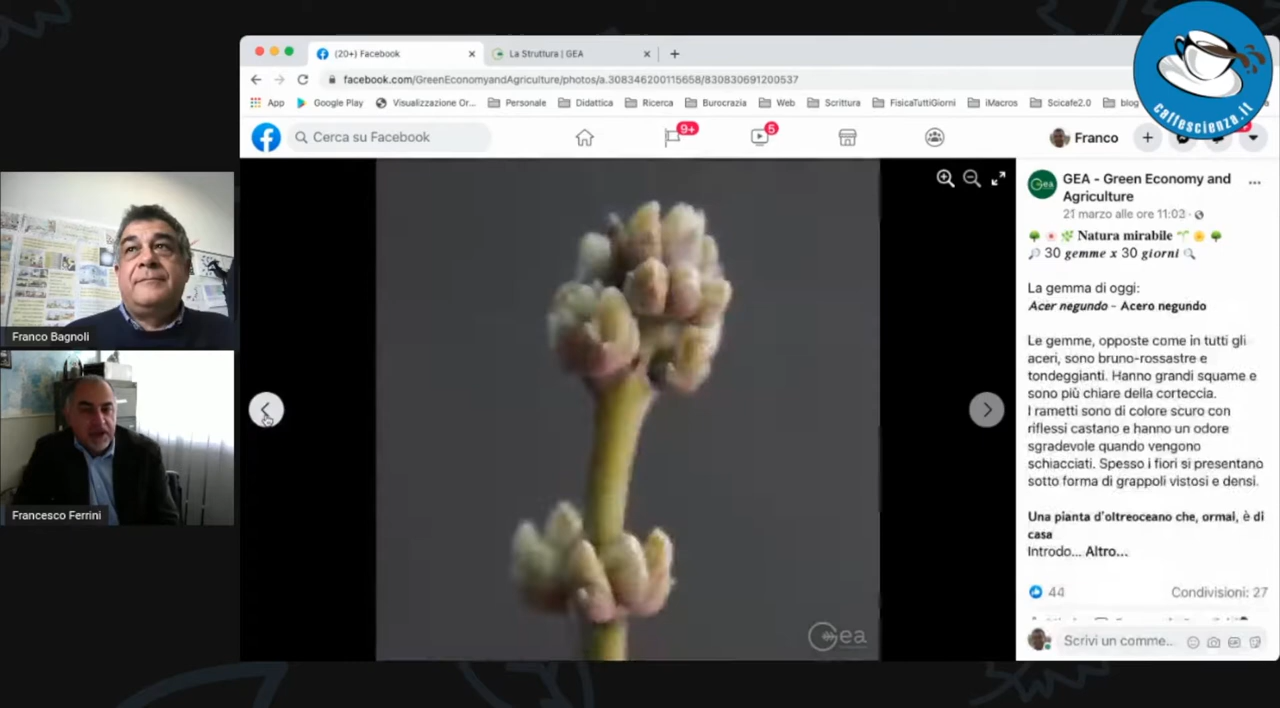 (20+) Facebook
La Struttura | GEA
facebook.com/GreenEconomyandAgriculture/photos/a.308346200115658/830830691200537
App
Google Play
Visualizzazione Or...
Personale
Didattica
Ricerca
Burocrazia
Web
Scrittura
FisicaTuttiGiorni
iMacros
Scicafe2.0
blog
caffescienza.it
Cerca su Facebook
9+
5
Franco
GEA - Green Economy and
Agriculture
21 marzo alle ore 11:03
Natura mirabile
30 gemme x 30 giorni
La gemma di oggi:
Acer negundo - Acero negundo
Le gemme, opposte come in tutti gli
aceri, sono bruno-rossastre e
tondeggianti. Hanno grandi squame e
sono più chiare della corteccia.
I rametti sono di colore scuro con
riflessi castano e hanno un odore
sgradevole quando vengono
schiacciati. Spesso i fiori si presentano
sotto forma di grappoli vistosi e densi.
Una pianta d'oltreoceano che, ormai, è di
casa
Introdo... Altro...
44
Condivisioni: 27
Scrivi un comme...
Gea
Gea
Franco Bagnoli
Francesco Ferrini